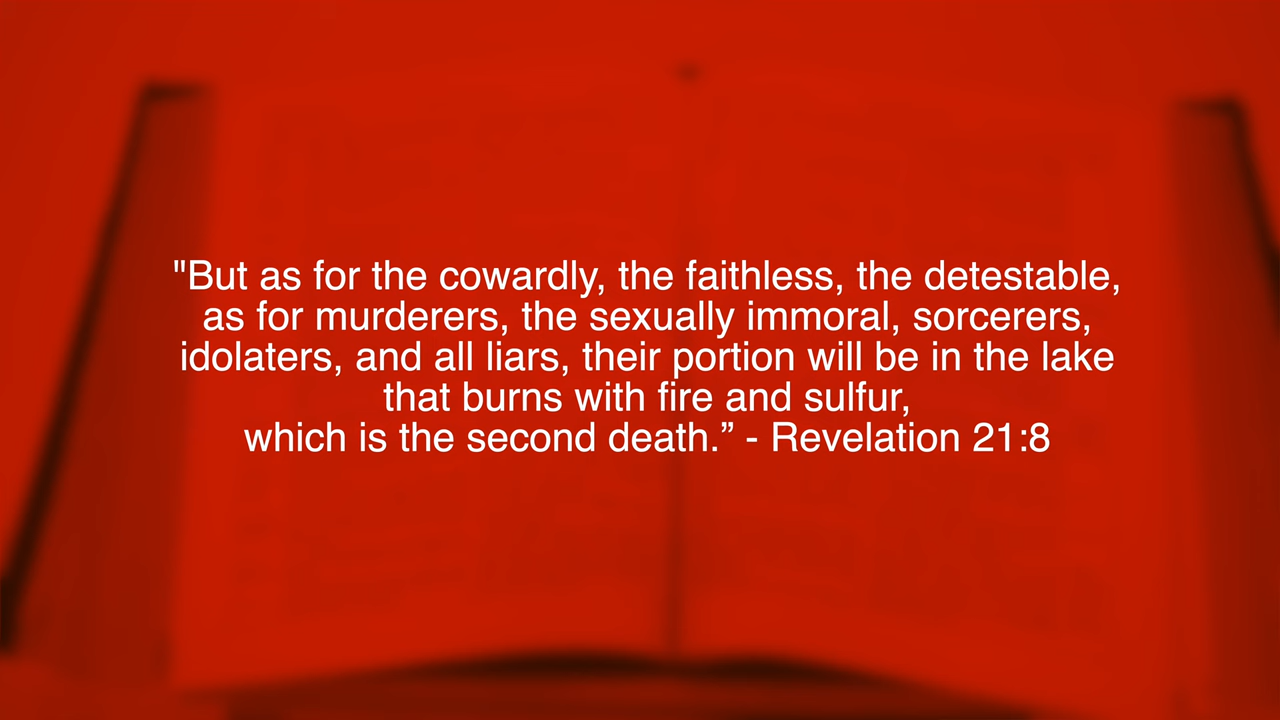 "But as for the cowardly, the faithless, the detestable,
as for murderers, the sexually immoral, sorcerers,
idolaters, and all liars, their portion will be in the lake
that burns with fire and sulfur,
which is the second death.” - Revelation 21:8